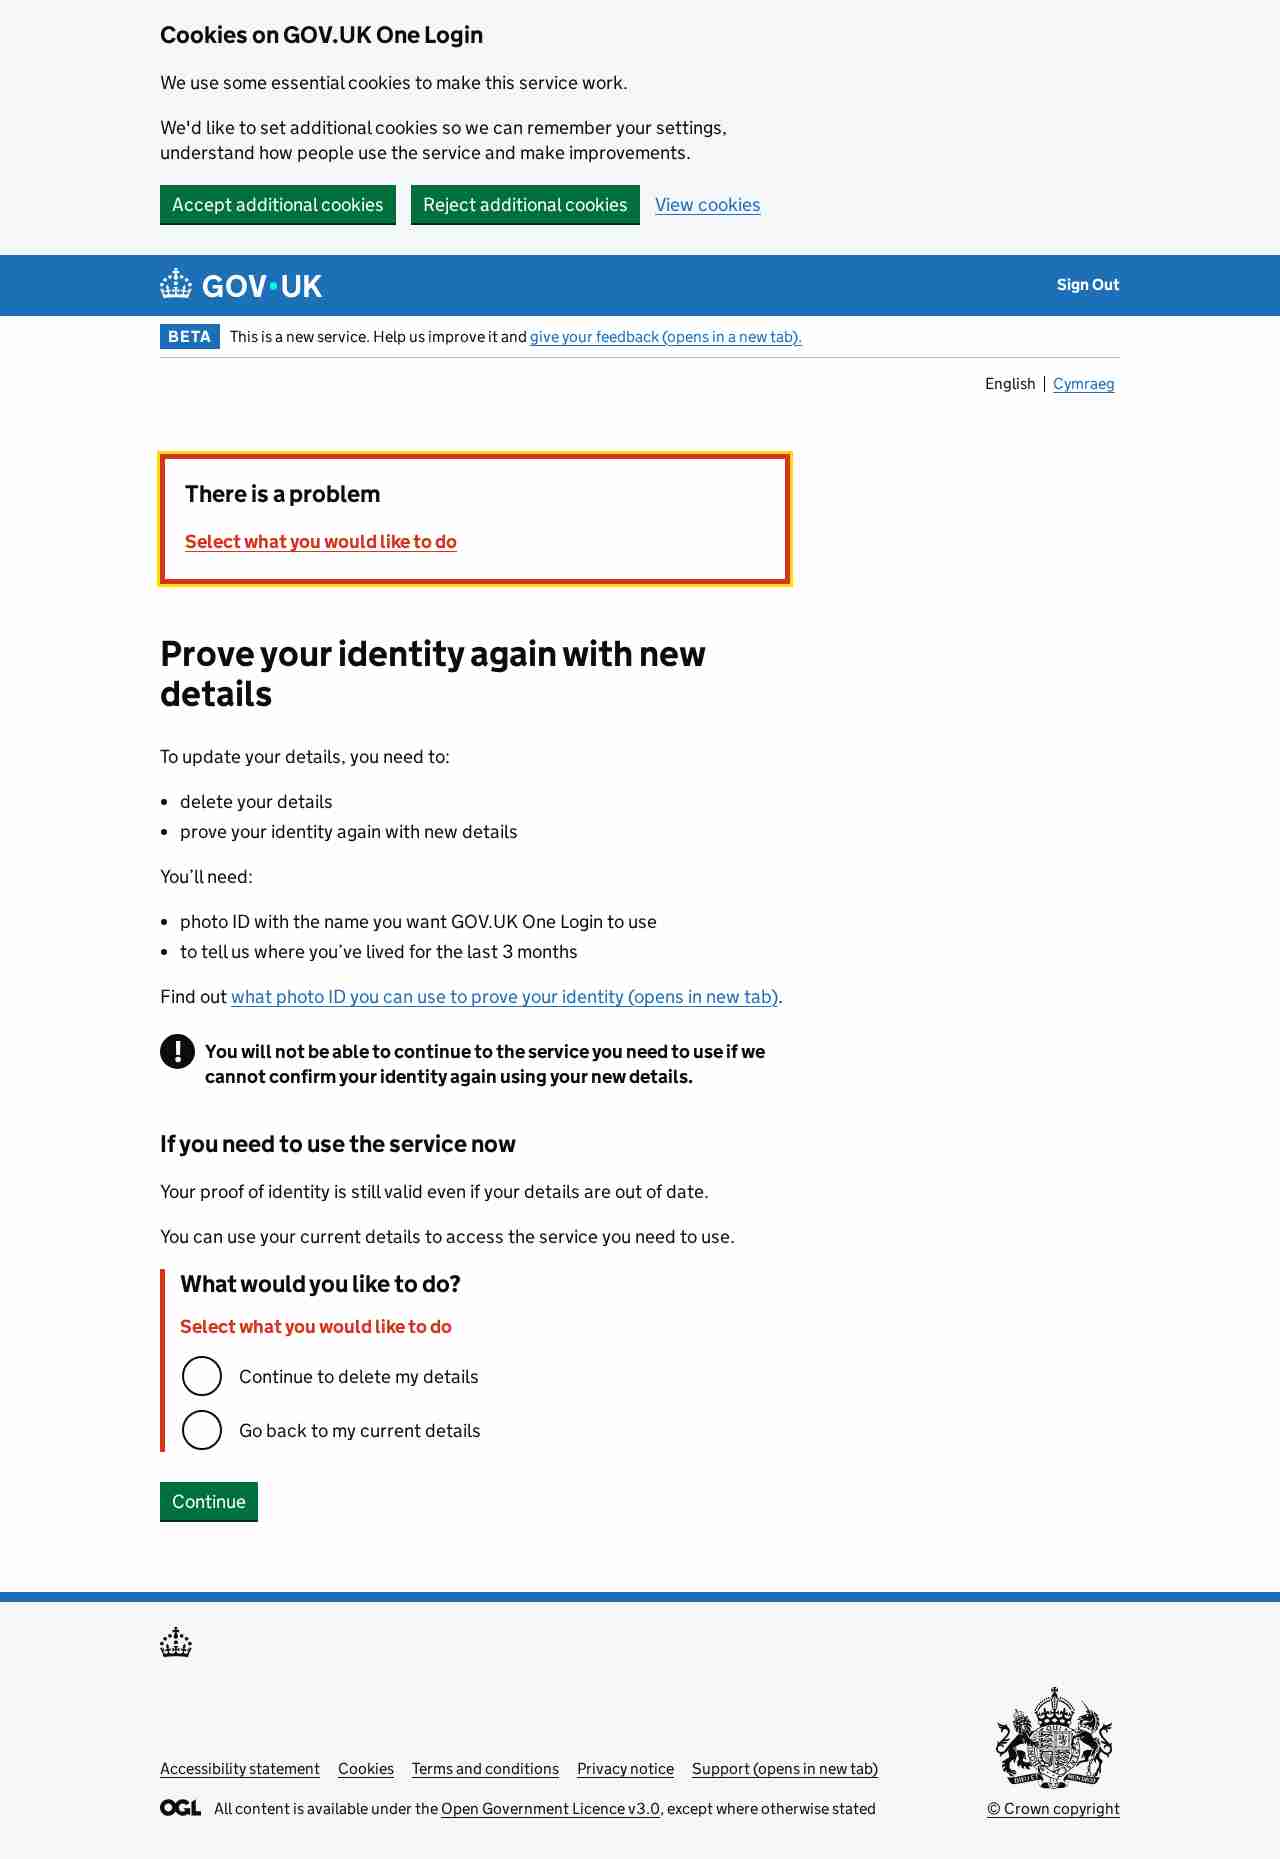 Cookies on GOV.UK One Login
We use some essential cookies to make this service work.
We'd like to set additional cookies so we can remember your settings,
understand how people use the service and make improvements.
Accept additional cookies Reject additional cookies View cookies
GOV·UK Sign Out
BETA This is a new service. Help us improve it and give your feedback (opens in a new tab).
English Cymraeg
There is a problem
Select what you would like to do
Prove your identity again with new
details
To update your details, you need to:
• delete your details
• prove your identity again with new details
You’ll need:
• photo ID with the name you want GOV.UK One Login to use
• to tell us where you’ve lived for the last 3 months
Find out what photo ID you can use to prove your identity (opens in new tab).
! You will not be able to continue to the service you need to use if we
cannot confirm your identity again using your new details.
If you need to use the service now
Your proof of identity is still valid even if your details are out of date.
You can use your current details to access the service you need to use.
What would you like to do?
Select what you would like to do
Continue to delete my details
Go back to my current details
Continue
Accessibility statement Cookies Terms and conditions Privacy notice Support (opens in new tab)
OGL All content is available under the Open Government Licence v3.0, except where otherwise stated
© Crown copyright